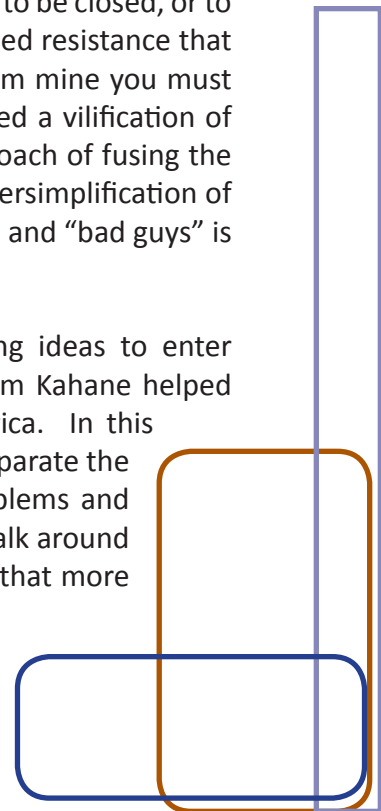 to be closed, or to
ed resistance that
m mine you must
ed a vilification of
oach of fusing the
ersimplification of
and “bad guys” is
ng ideas to enter
m Kahane helped
rica. In this
parate the
blems and
alk around
that more